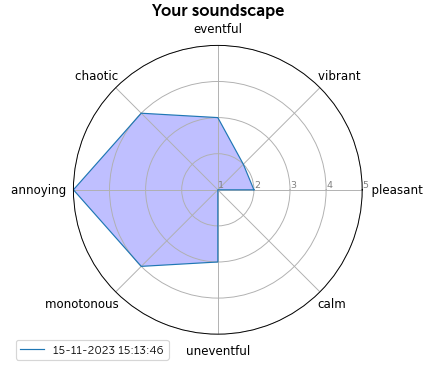 Your soundscape
eventful
chaotic
vibrant
annoying
1 2 3 4 5
pleasant
monotonous
calm
uneventful
15-11-2023 15:13:46